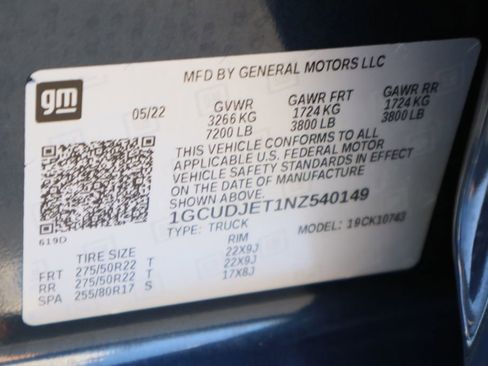 MFD BY GENERAL MOTORS LLC
gm
05/22 GVWR GAWR FRT GAWR RR
3266 KG 1724 KG 1724 KG
7200 LB 3800 LB 3800 LB
THIS VEHICLE CONFORMS TO ALL
APPLICABLE U.S. FEDERAL MOTOR
VEHICLE SAFETY STANDARDS IN EFFECT
ON THE DATE OF MANUFACTURE
SHOWN ABOVE.
1GCUDJET1NZ540149
619D TYPE: TRUCK MODEL: 19CK10743
TIRE SIZE RIM
FRT 275/50R22 T 22X9J
RR 275/50R22 T 22X9J
SPA 255/80R17 S 17X8J